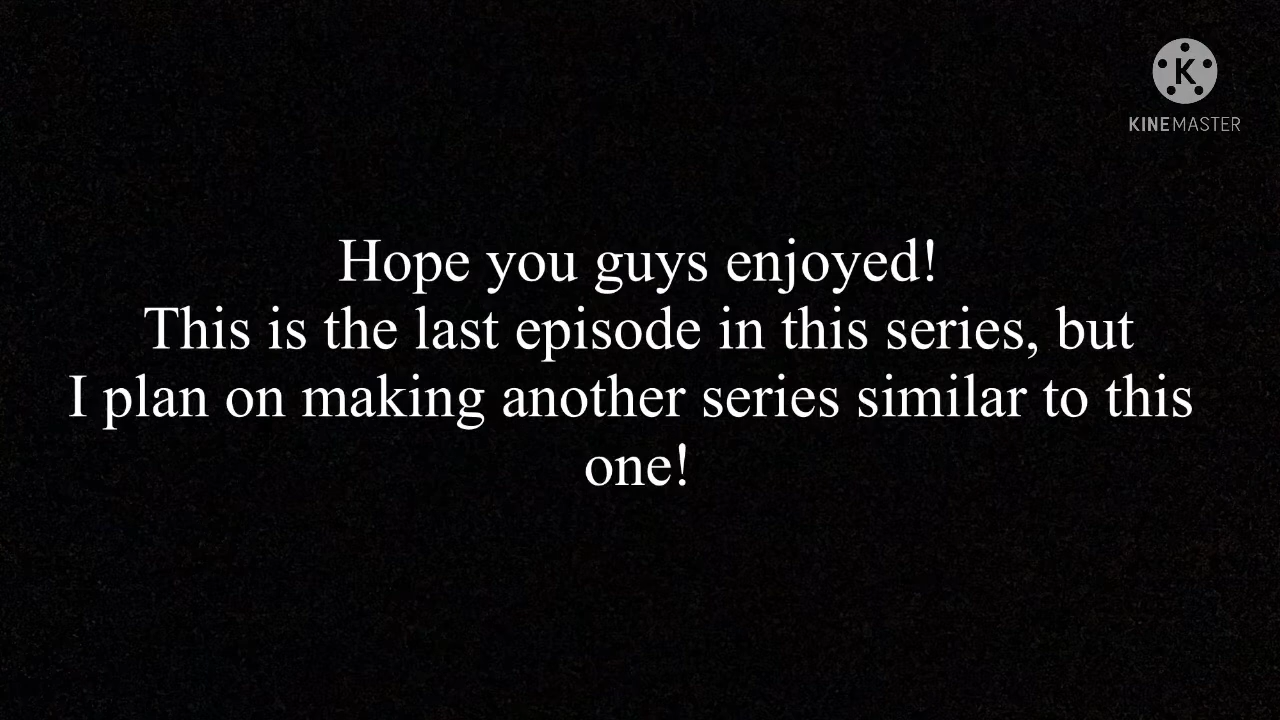 K
KINEMASTER
Hope you guys enjoyed!
This is the last episode in this series, but
I plan on making another series similar to this
one!